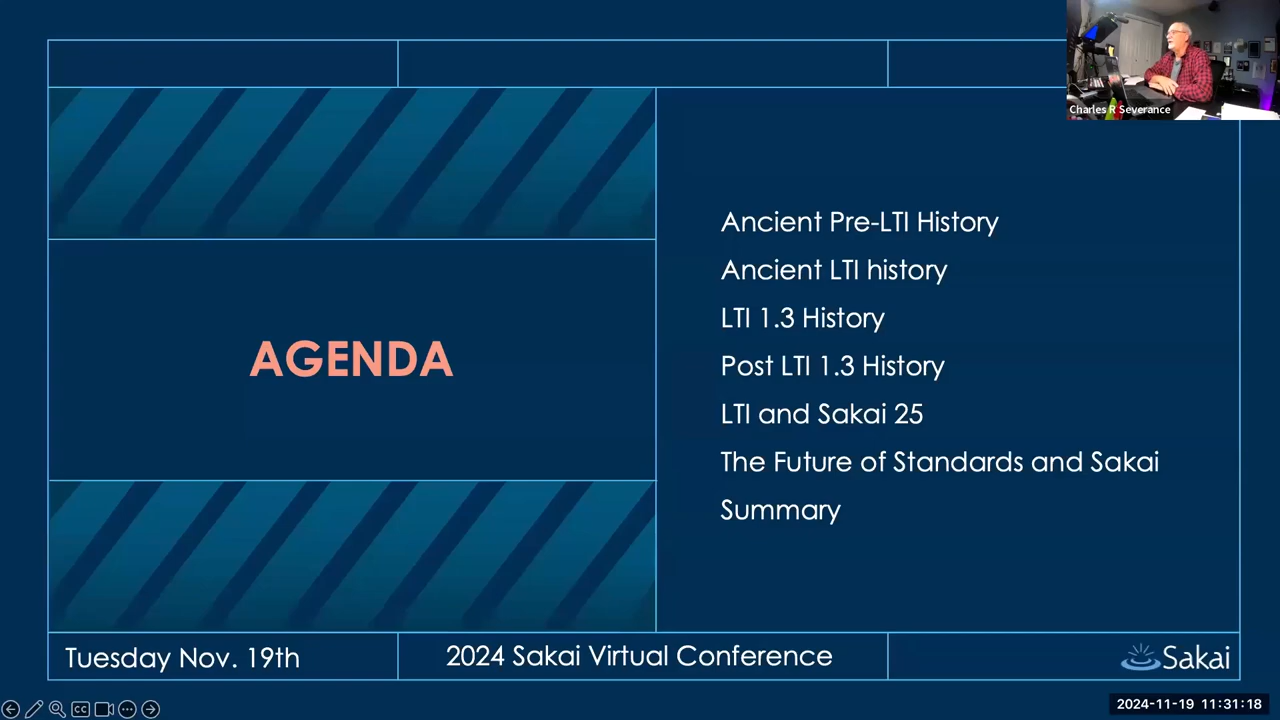 Charles R Severance
AGENDA
Ancient Pre-LTI History
Ancient LTI history
LTI 1.3 History
Post LTI 1.3 History
LTI and Sakai 25
The Future of Standards and Sakai
Summary
Tuesday Nov. 19th
2024 Sakai Virtual Conference
Sakai
CC
2024-11-19 11:31:18